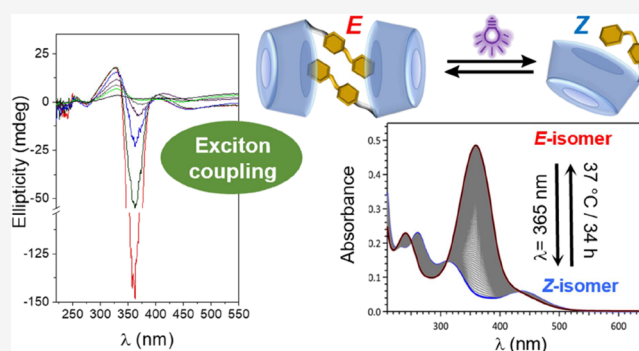 E
Z
25
0
-25
-50
-125
-150
Ellipticity (mdeg)
250 300 350 400 450 500 550
λ (nm)
Exciton
coupling
0.5
0.4
0.3
0.2
0.1
0.0
Absorbance
300 400 500 600
λ (nm)
E-isomer
λ= 365 nm
37 °C / 34 h
Z-isomer